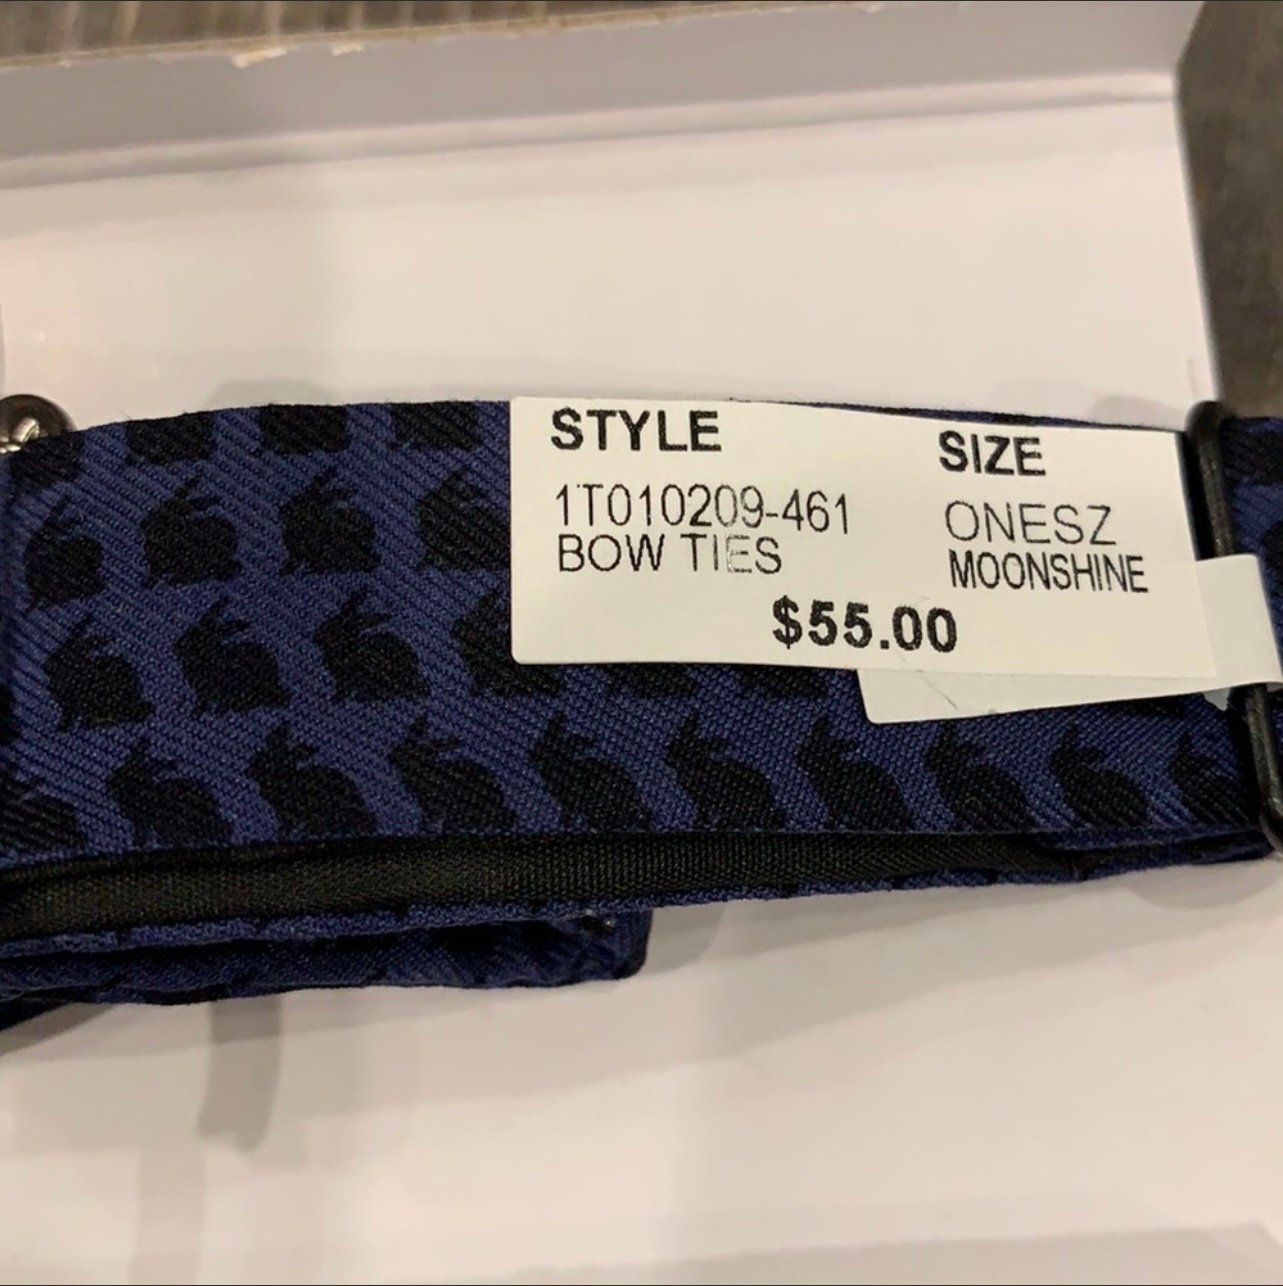 STYLE SIZE
1T010209-461 ONESZ
BOW TIES MOONSHINE
$55.00